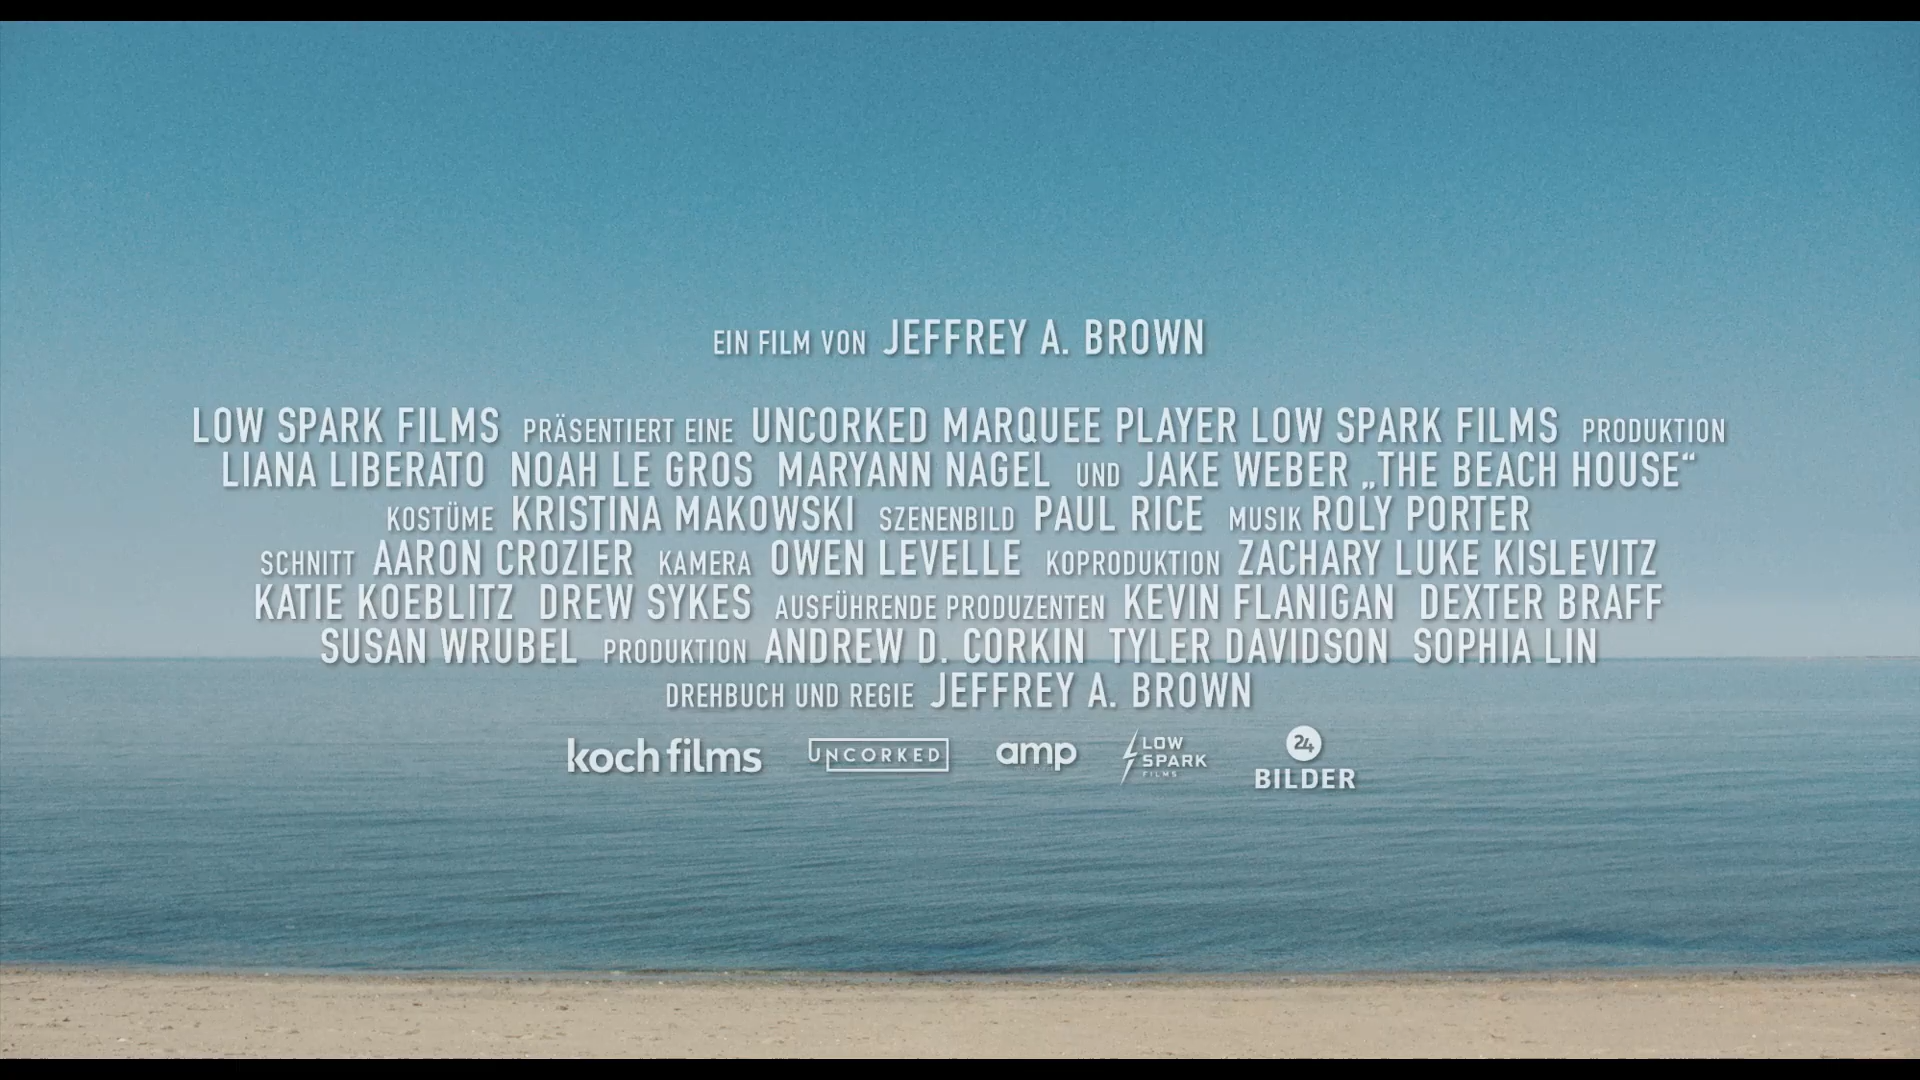 EIN FILM VON JEFFREY A. BROWN
LOW SPARK FILMS PRÄSENTIERT EINE UNCORKED MARQUEE PLAYER LOW SPARK FILMS PRODUKTION
LIANA LIBERATO NOAH LE GROS MARYANN NAGEL UND JAKE WEBER „THE BEACH HOUSE“
KOSTÜME KRISTINA MAKOWSKI SZENENBILD PAUL RICE MUSIK ROLY PORTER
SCHNITT AARON CROZIER KAMERA OWEN LEVELLE KOPRODUKTION ZACHARY LUKE KISLEVITZ
KATIE KOEBLITZ DREW SYKES AUSFÜHRENDE PRODUZENTEN KEVIN FLANIGAN DEXTER BRAFF
SUSAN WRUBEL PRODUKTION ANDREW D. CORKIN TYLER DAVIDSON SOPHIA LIN
DREHBUCH UND REGIE JEFFREY A. BROWN
koch films UNCORKED amp LOW SPARK FILMS 24 BILDER